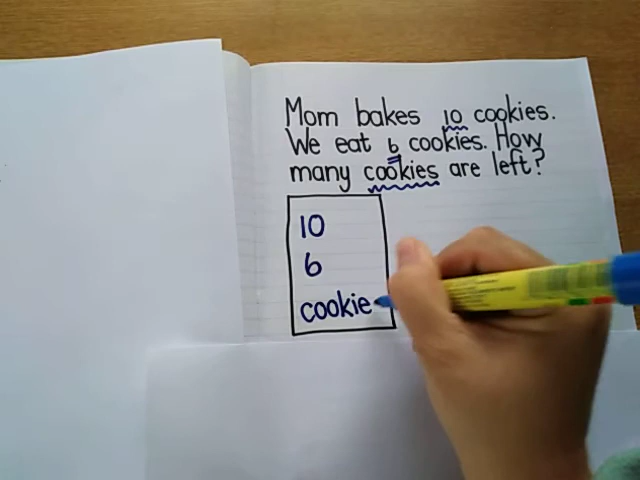 Mom bakes 10 cookies.
We eat 6 cookies. How
many cookies are left?
10
6
cookie